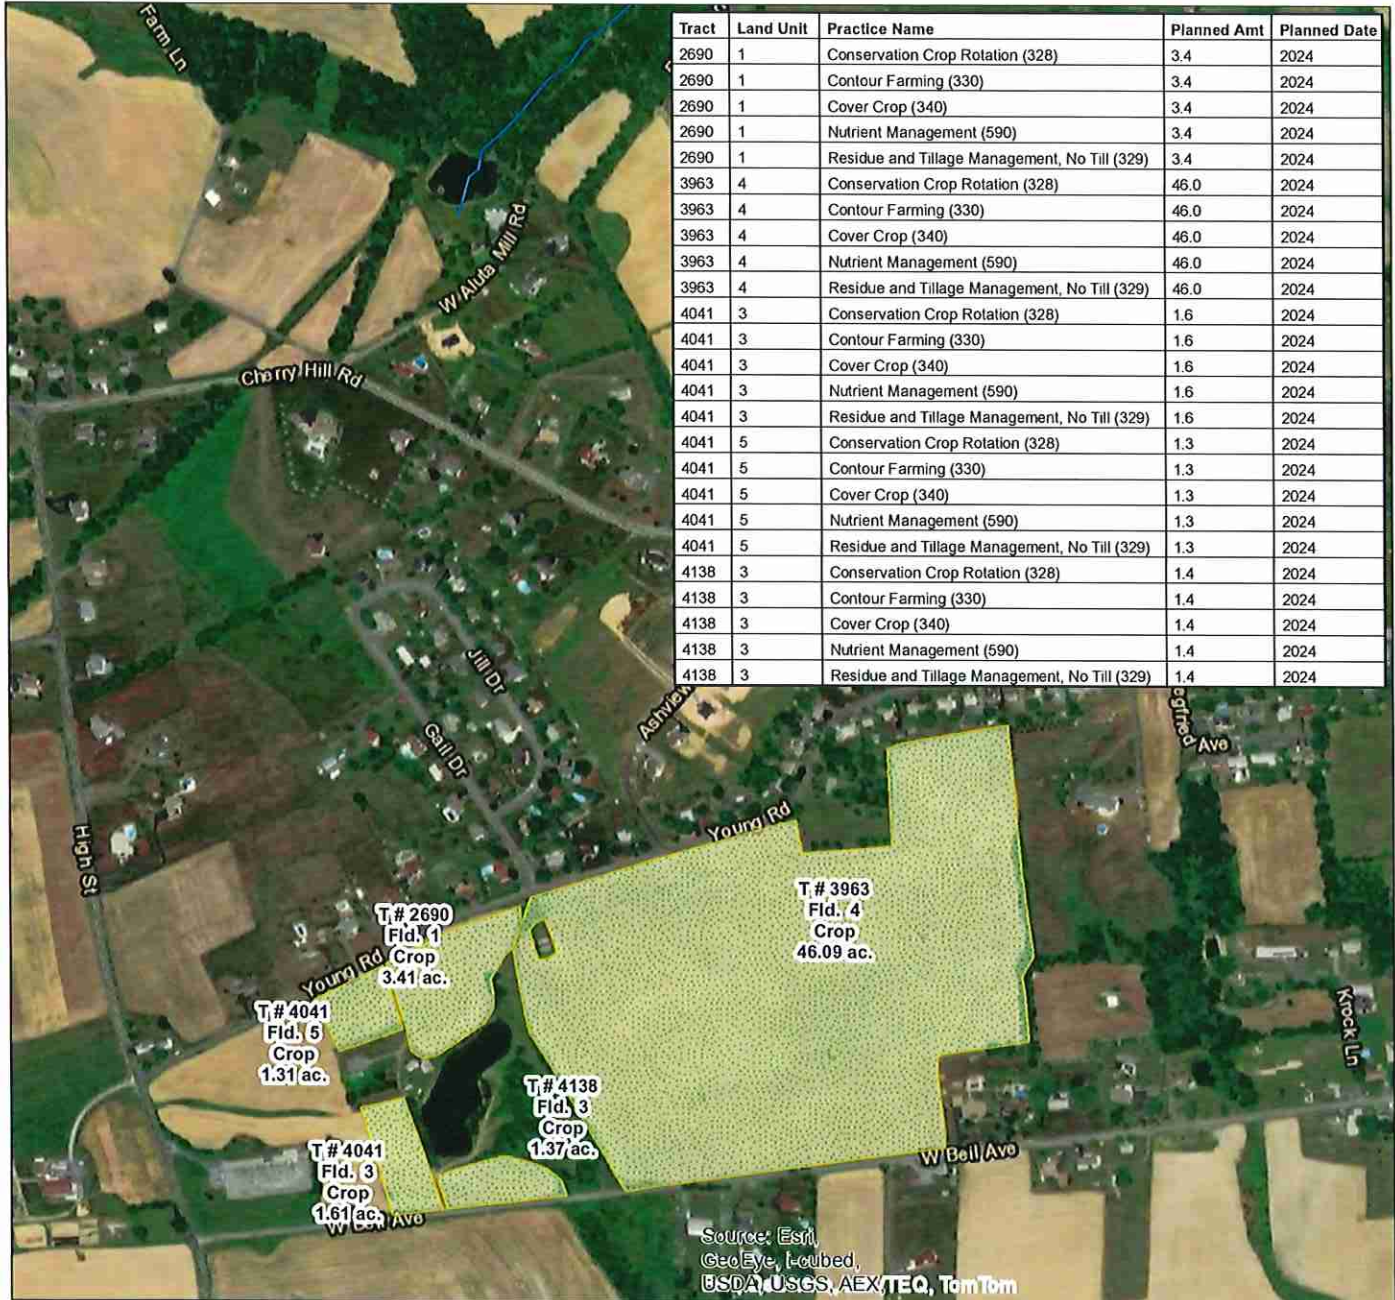 Tract Land Unit Practice Name Planned Amt Planned Date
2690 1 Conservation Crop Rotation (328) 3.4 2024
2690 1 Contour Farming (330) 3.4 2024
2690 1 Cover Crop (340) 3.4 2024
2690 1 Nutrient Management (590) 3.4 2024
2690 1 Residue and Tillage Management, No Till (329) 3.4 2024
3963 4 Conservation Crop Rotation (328) 46.0 2024
3963 4 Contour Farming (330) 46.0 2024
3963 4 Cover Crop (340) 46.0 2024
3963 4 Nutrient Management (590) 46.0 2024
3963 4 Residue and Tillage Management, No Till (329) 46.0 2024
4041 3 Conservation Crop Rotation (328) 1.6 2024
4041 3 Contour Farming (330) 1.6 2024
4041 3 Cover Crop (340) 1.6 2024
4041 3 Nutrient Management (590) 1.6 2024
4041 3 Residue and Tillage Management, No Till (329) 1.6 2024
4041 5 Conservation Crop Rotation (328) 1.3 2024
4041 5 Contour Farming (330) 1.3 2024
4041 5 Cover Crop (340) 1.3 2024
4041 5 Nutrient Management (590) 1.3 2024
4041 5 Residue and Tillage Management, No Till (329) 1.3 2024
4138 3 Conservation Crop Rotation (328) 1.4 2024
4138 3 Contour Farming (330) 1.4 2024
4138 3 Cover Crop (340) 1.4 2024
4138 3 Nutrient Management (590) 1.4 2024
4138 3 Residue and Tillage Management, No Till (329) 1.4 2024
Farm Ln
W Aluta Mill Rd
Cherry Hill Rd
Jill Dr
Gail Dr
Ashview
gfried Ave
High St
Young Rd
T # 3963
Fld. 4
Crop
46.09 ac.
T # 2690
Fld. 1
Crop
3.41 ac.
Young Rd
T # 4041
Fld. 5
Crop
1.31 ac.
Krock Ln
T # 4138
Fld. 3
Crop
1.37 ac.
T # 4041
Fld. 3
Crop
1.61 ac.
W Bell Ave
W Bell Ave
Source: Esri,
GeoEye, i-cubed,
USDA, USGS, AEX, TEQ, TomTom